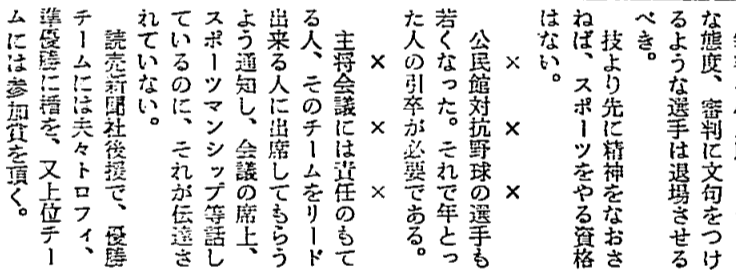 な態度、審判に文句をつけ
るような選手は退場させる
べき。
技より先に精神をなおさ
ねば、スポーツをやる資格
はない。
× × ×
公民館対抗野球の選手も
若くなった。それで年とっ
た人の引卒が必要である。
× × ×
主将会議には責任のもて
る人、そのチームをリード
出来る人に出席してもらう
よう通知し、会議の席上、
スポーツマンシップ等話し
ているのに、それが伝達さ
れていない。
読売新聞社後援で、優勝
チームには夫々トロフィ、
準優勝に楯を、又上位チー
ムには参加賞を頂く。